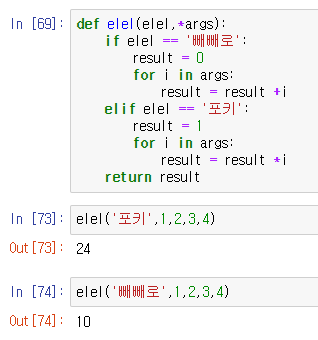 In [69]: def elel(elel,*args):
    if elel == '빼빼로':
        result = 0
        for i in args:
            result = result +i
    elif elel == '포키':
        result = 1
        for i in args:
            result = result *i
    return result
In [73]: elel('포키',1,2,3,4)
Out[73]: 24
In [74]: elel('빼빼로',1,2,3,4)
Out[74]: 10